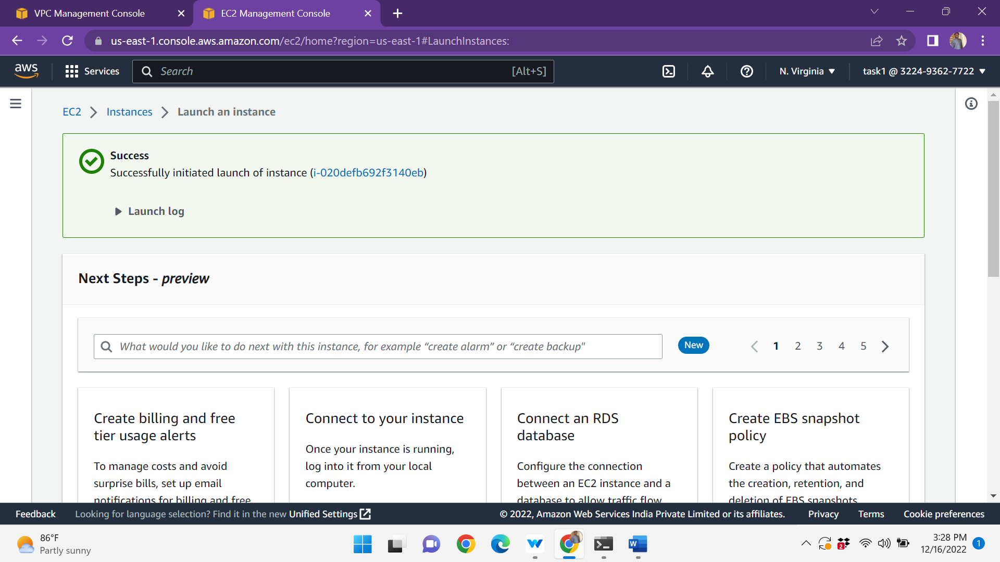 VPC Management Console
EC2 Management Console
us-east-1.console.aws.amazon.com/ec2/home?region=us-east-1#LaunchInstances:
aws
Services
Search
[Alt+S]
N. Virginia
task1 @ 3224-9362-7722
EC2
Instances
Launch an instance
Success
Successfully initiated launch of instance (i-020defb692f3140eb)
Launch log
Next Steps - preview
What would you like to do next with this instance, for example “create alarm” or “create backup"
New
1 2 3 4 5
Create billing and free
tier usage alerts
To manage costs and avoid
surprise bills, set up email
notifications for billing and free
Connect to your instance
Once your instance is running,
log into it from your local
computer.
Connect an RDS
database
Configure the connection
between an EC2 instance and a
database to allow traffic flow
Create EBS snapshot
policy
Create a policy that automates
the creation, retention, and
deletion of EBS snapshots
Feedback
Looking for language selection? Find it in the new Unified Settings
© 2022, Amazon Web Services India Private Limited or its affiliates.
Privacy
Terms
Cookie preferences
86°F
Partly sunny
W
2
3:28 PM
12/16/2022
1